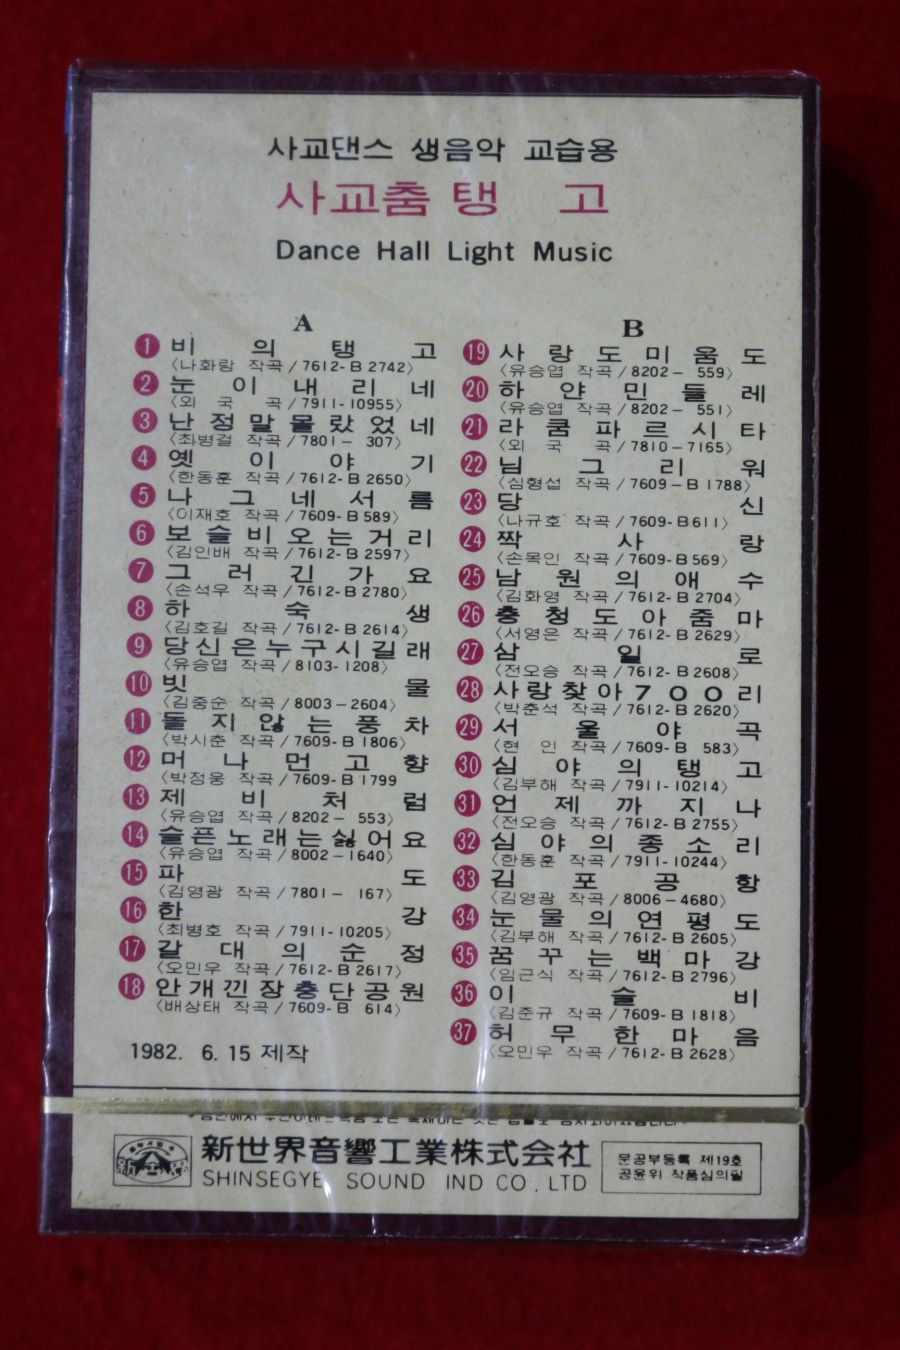 사교댄스 생음악 교습용
사교춤 탱 고
Dance Hall Light Music
A
1 비의탱고
〈나화랑 작곡/7612-B2742〉
2 눈이내리네
〈외국곡/7911-10955〉
3 난정말몰랐었네
〈최병걸 작곡/7801-307〉
4 옛이야기
〈한동훈 작곡/7612-B2650〉
5 나그네서름
〈이재호 작곡/7609-B589〉
6 보슬비오는거리
〈김인배 작곡/7612-B2597〉
7 그러긴가요
〈손석우 작곡/7612-B2780〉
8 하숙생
〈김호길 작곡/7612-B2614〉
9 당신은누구시길래
〈유승엽 작곡/8103-1208〉
10 빗물
〈김중순 작곡/8003-2604〉
11 돌지않는풍차
〈박시춘 작곡/7609-B1806〉
12 머나먼고향
〈박정웅 작곡/7609-B1799
13 제비처럼
〈유승엽 작곡/8202-553〉
14 슬픈노래는싫어요
〈유승엽 작곡/8002-1640〉
15 파도
〈김영광 작곡/7801-167〉
16 한강
〈최병호 작곡/7911-10205〉
17 갈대의순정
〈오민우 작곡/7612-B2617〉
18 안개낀장충단공원
〈배상태 작곡/7609-B 614〉
1982. 6. 15 제작
B
19 사랑도미움도
〈유승엽 작곡/8202-559〉
20 하얀민들레
〈유승엽 작곡/8202-551〉
21 라쿰파르시타
〈외국곡/7810-7165〉
22 님그리워
〈심형섭 작곡/7609-B1788〉
23 당신
〈나규호 작곡/7609-B611〉
24 짝사랑
〈손목인 작곡/7609-B569〉
25 남원의애수
〈김화영 작곡/7612-B2704〉
26 충청도아줌마
〈서영은 작곡/7612-B2629〉
27 삼일로
〈전오승 작곡/7612-B2608〉
28 사랑찾아700리
〈박춘석 작곡/7612-B2620〉
29 서울야곡
〈현인 작곡/7609-B 583〉
30 심야의탱고
〈김부해 작곡/7911-10214〉
31 언제까지나
〈전오승 작곡/7612-B2755〉
32 심야의종소리
〈한동훈 작곡/7911-10244〉
33 김포공항
〈김영광 작곡/8006-4680〉
34 눈물의연평도
〈김부해 작곡/7612-B2605〉
35 꿈꾸는백마강
〈임근식 작곡/7612-B2796〉
36 이슬비
〈김준규 작곡/7609-B1818〉
37 허무한마음
〈오민우 작곡/7612-B2628〉
新世界音響工業株式会社
SHINSEGYE SOUND IND CO., LTD
문공부등록 제19호
공윤위 작품심의필